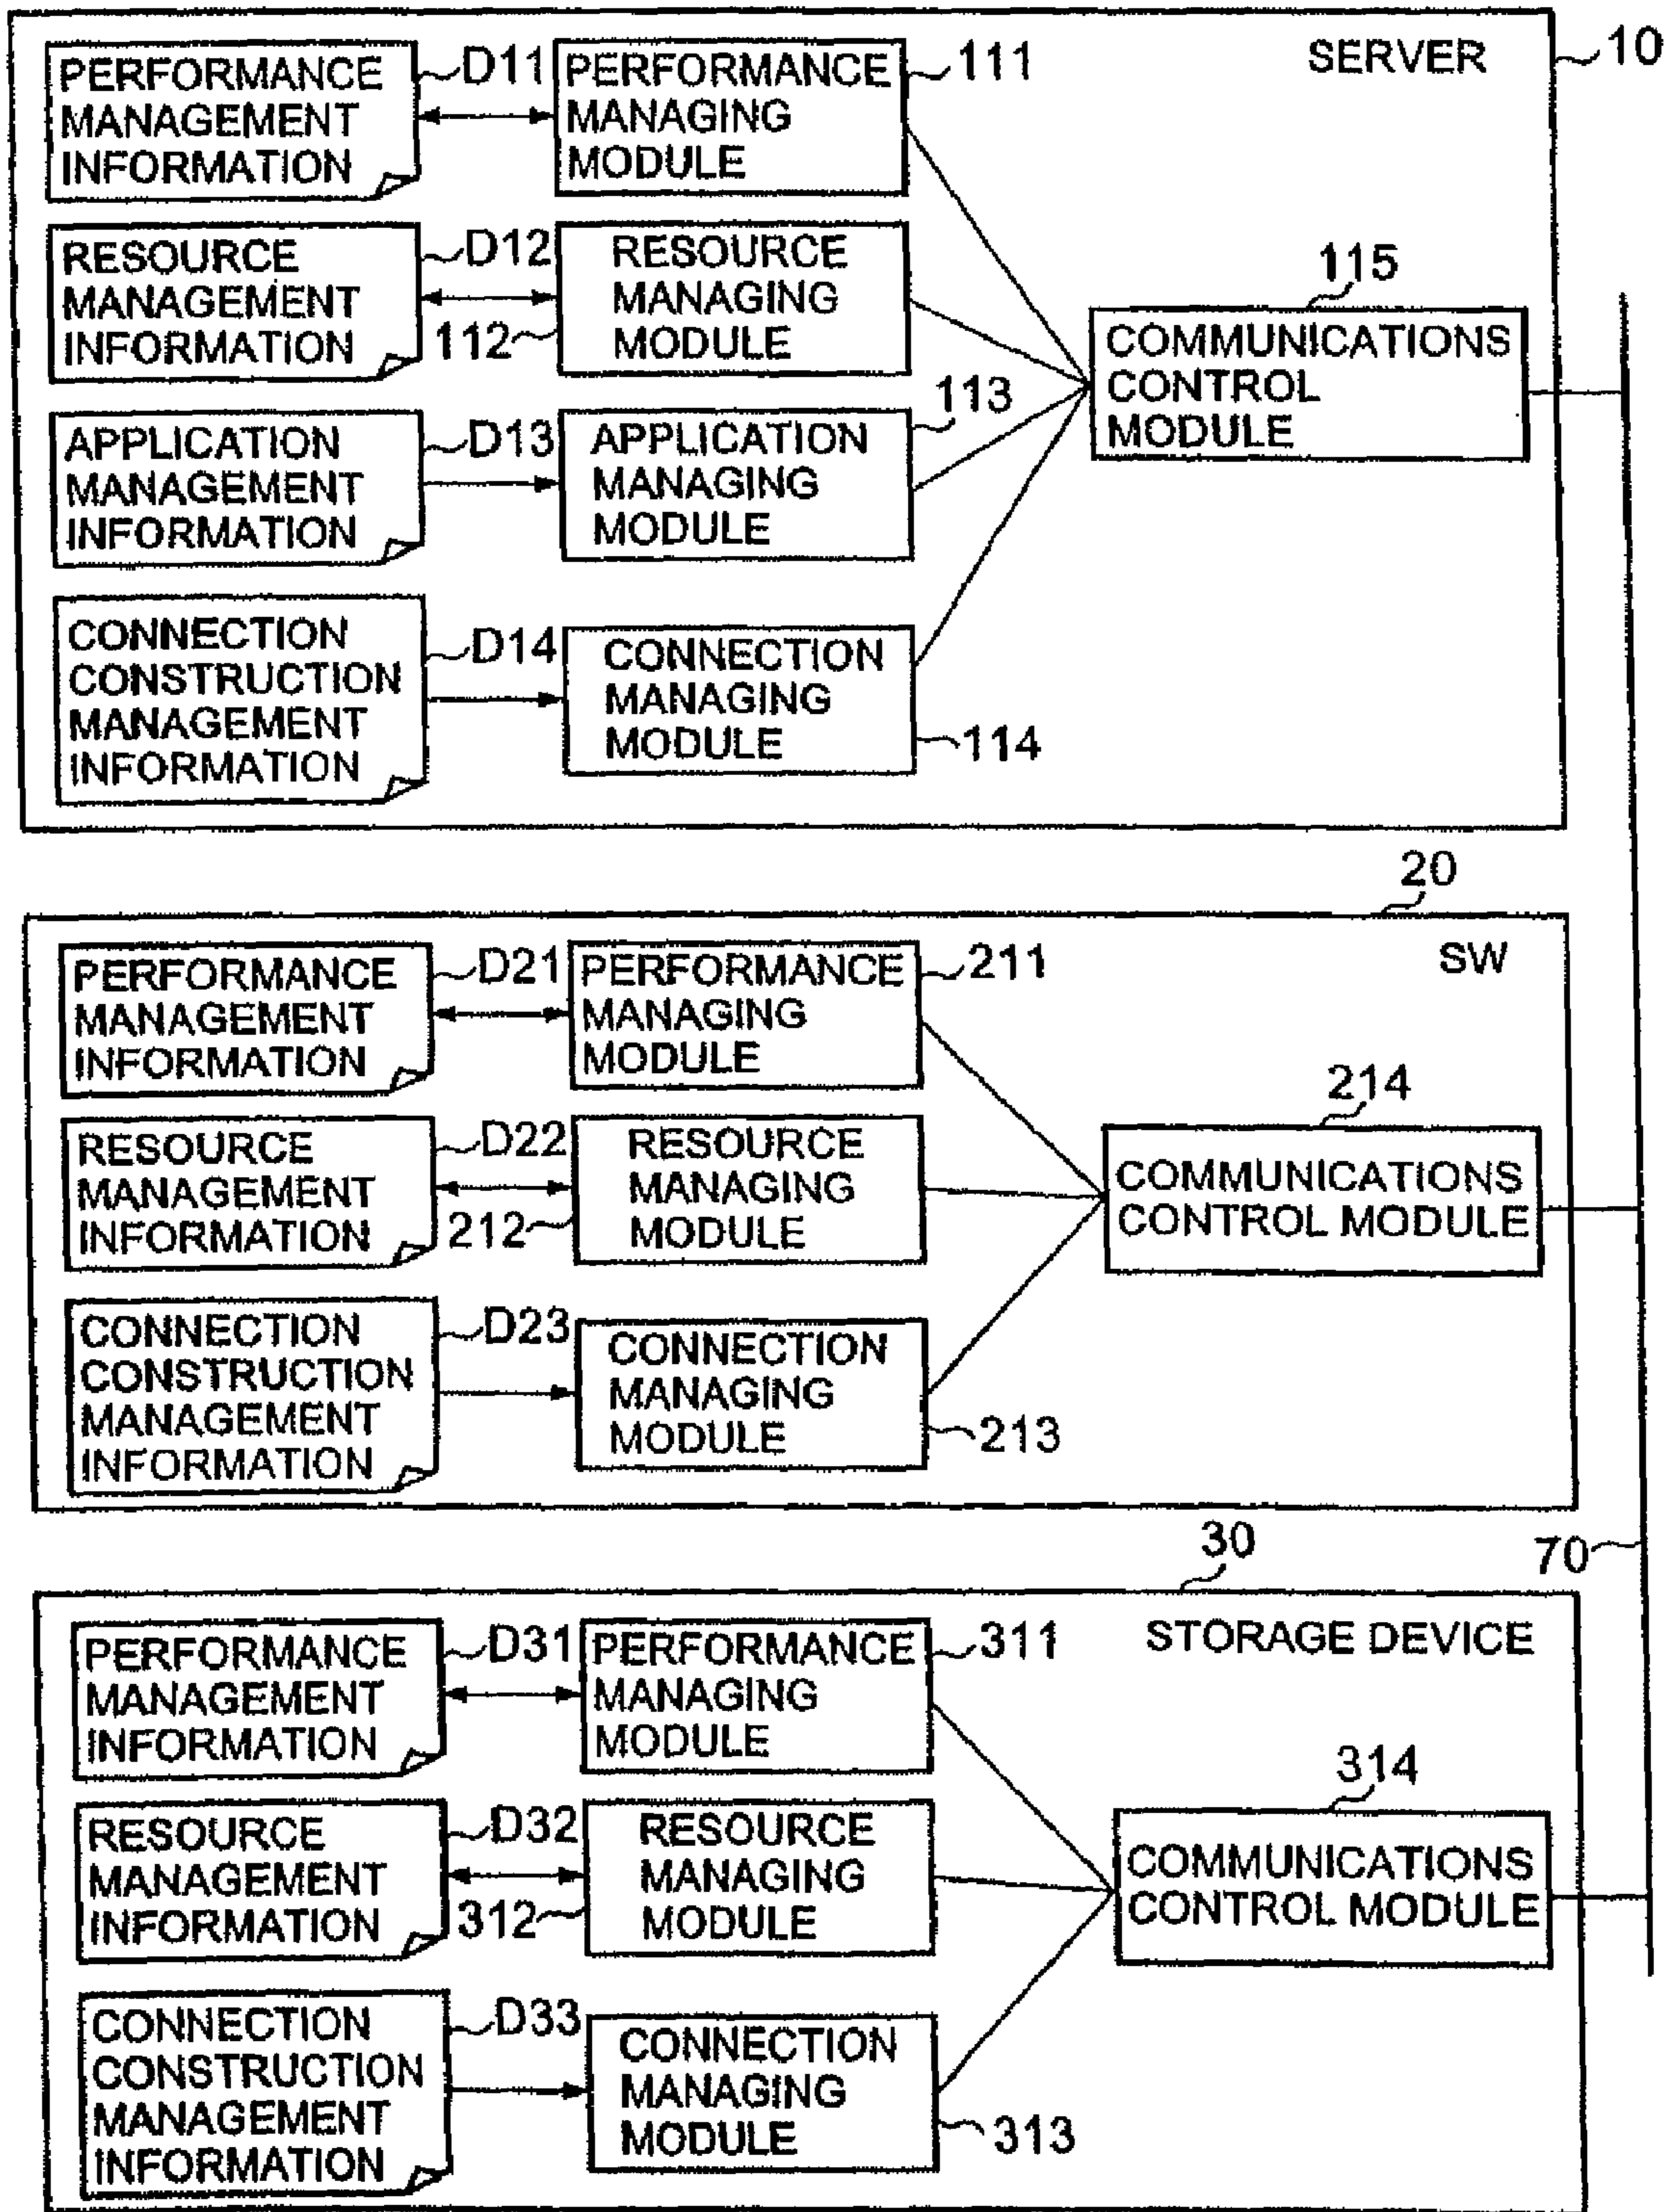 SERVER
10
PERFORMANCE
MANAGEMENT
INFORMATION
D11
PERFORMANCE
MANAGING
MODULE
111
RESOURCE
MANAGEMENT
INFORMATION
D12
112
RESOURCE
MANAGING
MODULE
115
COMMUNICATIONS
CONTROL
MODULE
APPLICATION
MANAGEMENT
INFORMATION
D13
APPLICATION
MANAGING
MODULE
113
CONNECTION
CONSTRUCTION
MANAGEMENT
INFORMATION
D14
CONNECTION
MANAGING
MODULE
114
20
SW
PERFORMANCE
MANAGEMENT
INFORMATION
D21
PERFORMANCE
MANAGING
MODULE
211
RESOURCE
MANAGEMENT
INFORMATION
D22
212
RESOURCE
MANAGING
MODULE
214
COMMUNICATIONS
CONTROL MODULE
CONNECTION
CONSTRUCTION
MANAGEMENT
INFORMATION
D23
CONNECTION
MANAGING
MODULE
213
70
30
STORAGE DEVICE
PERFORMANCE
MANAGEMENT
INFORMATION
D31
PERFORMANCE
MANAGING
MODULE
311
RESOURCE
MANAGEMENT
INFORMATION
D32
312
RESOURCE
MANAGING
MODULE
314
COMMUNICATIONS
CONTROL MODULE
CONNECTION
CONSTRUCTION
MANAGEMENT
INFORMATION
D33
CONNECTION
MANAGING
MODULE
313